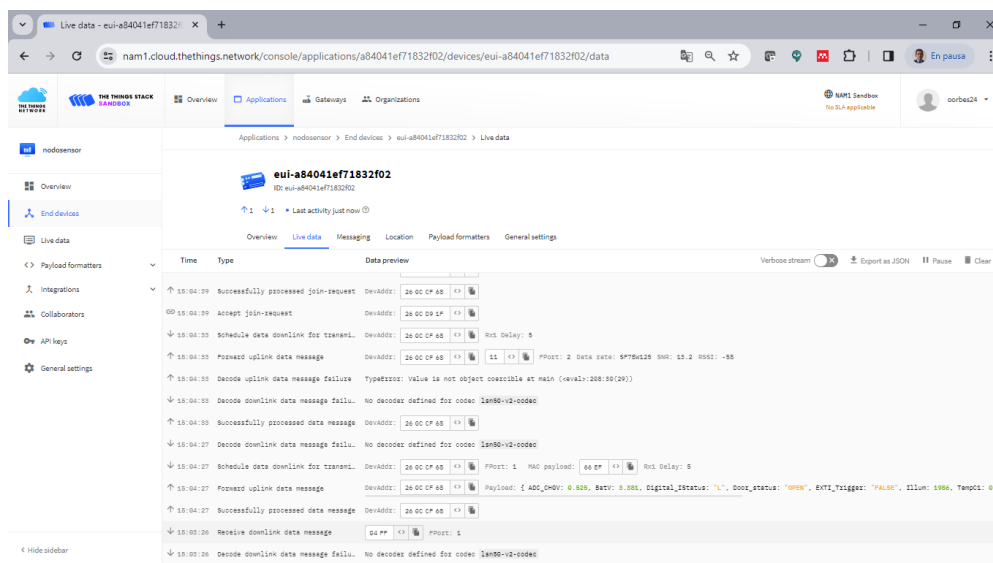 Live data - eui-a84041ef71832f
nam1.cloud.thethings.network/console/applications/a84041ef71832f02/devices/eui-a84041ef71832f02/data
En pausa
THE THINGS NETWORK
THE THINGS STACK
SANDBOX
Overview Applications Gateways Organizations
NAM1 Sandbox
No SLA applicable
oorbes24
nodosensor
Overview
End devices
Live data
Payload formatters
Integrations
Collaborators
API keys
General settings
Hide sidebar
Applications > nodosensor > End devices > eui-a84041ef71832f02 > Live data
eui-a84041ef71832f02
ID: eui-a84041ef71832f02
↑ 1 ↓ 1 • Last activity just now
Overview Live data Messaging Location Payload formatters General settings
Time Type Data preview Verbose stream Export as JSON Pause Clear
↑ 15:04:39 Successfully processed join-request DevAddr: 26 0C CF 68
15:04:39 Accept join-request DevAddr: 26 0C D9 1F
↓ 15:04:33 Schedule data downlink for transmi… DevAddr: 26 0C CF 68 Rx1 Delay: 5
↑ 15:04:33 Forward uplink data message DevAddr: 26 0C CF 68 11 FPort: 2 Data rate: SF7BW125 SNR: 13.2 RSSI: -55
↑ 15:04:33 Decode uplink data message failure TypeError: Value is not object coercible at main (<eval>:208:30(29))
↓ 15:04:33 Decode downlink data message failu… No decoder defined for codec lsn50-v2-codec
↑ 15:04:33 Successfully processed data message DevAddr: 26 0C CF 68
↓ 15:04:27 Decode downlink data message failu… No decoder defined for codec lsn50-v2-codec
↓ 15:04:27 Schedule data downlink for transmi… DevAddr: 26 0C CF 68 FPort: 1 MAC payload: 66 EF Rx1 Delay: 5
↑ 15:04:27 Forward uplink data message DevAddr: 26 0C CF 68 Payload: { ADC_CH0V: 0.525, BatV: 3.351, Digital_IStatus: "L", Door_status: "OPEN", EXTI_Trigger: "FALSE", Illum: 1986, TempC1: 0
↑ 15:04:27 Successfully processed data message DevAddr: 26 0C CF 68
↓ 15:03:26 Receive downlink data message 04 FF FPort: 1
↓ 15:03:26 Decode downlink data message failu… No decoder defined for codec lsn50-v2-codec